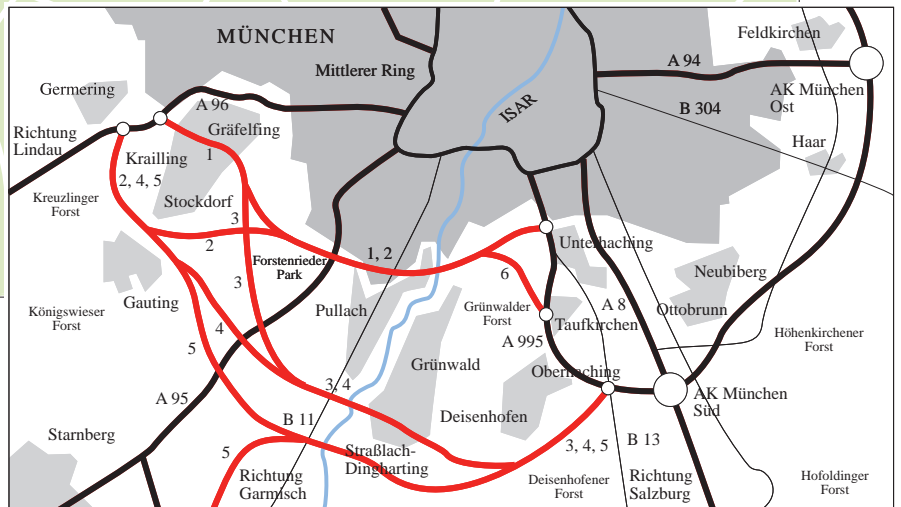 Feldkirchen
MÜNCHEN
A 94
Mittlerer Ring
Germering
AK München
Ost
A 96
ISAR
B 304
Gräfelfing
Richtung
Lindau
Haar
1
Krailling
2, 4, 5
Kreuzlinger
Forst
Stockdorf
3
2
1, 2
Unterhaching
Forstenrieder
Park
6
Neubiberg
3
Gauting
Königswieser
Forst
Pullach
Grünwalder
Forst
A 8
Ottobrunn
Taufkirchen
4
Höhenkirchener
Forst
5
A 995
Grünwald
Oberhaching
3, 4
A 95
AK München
Süd
B 11
Deisenhofen
Starnberg
3, 4, 5
B 13
5
Straßlach-
Dingharting
Richtung
Garmisch
Deisenhofener
Forst
Richtung
Salzburg
Hofoldinger
Forst